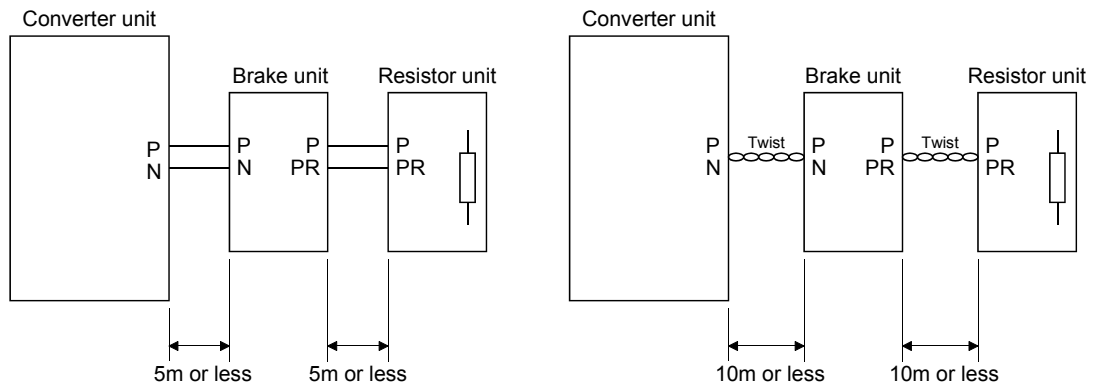 Converter unit
Brake unit
Resistor unit
P
N
P
N
P
PR
P
PR
5m or less
5m or less
Converter unit
Brake unit
Resistor unit
P
N
Twist
P
N
P
PR
Twist
P
PR
10m or less
10m or less